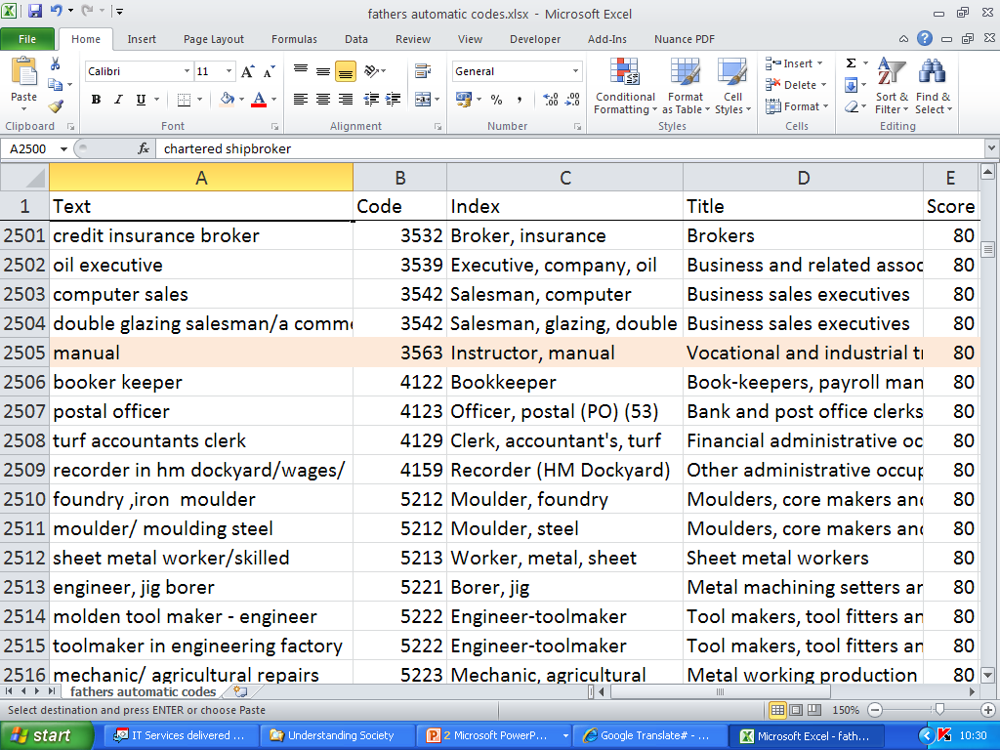 fathers automatic codes.xlsx - Microsoft Excel
File Home Insert Page Layout Formulas Data Review View Developer Add-Ins Nuance PDF
Paste
Calibri 11
B I U
A A A
General
% ,
Conditional Formatting
Format as Table
Cell Styles
Insert
Delete
Format
Σ
Sort & Filter
Find & Select
Clipboard Font Alignment Number Styles Cells Editing
A2500 fx chartered shipbroker
A B C D E
1 Text Code Index Title Score
2501 credit insurance broker 3532 Broker, insurance Brokers 80
2502 oil executive 3539 Executive, company, oil Business and related assoc 80
2503 computer sales 3542 Salesman, computer Business sales executives 80
2504 double glazing salesman/a comm 3542 Salesman, glazing, double Business sales executives 80
2505 manual 3563 Instructor, manual Vocational and industrial tr 80
2506 booker keeper 4122 Bookkeeper Book-keepers, payroll man 80
2507 postal officer 4123 Officer, postal (PO) (53) Bank and post office clerks 80
2508 turf accountants clerk 4129 Clerk, accountant's, turf Financial administrative oc 80
2509 recorder in hm dockyard/wages/ 4159 Recorder (HM Dockyard) Other administrative occup 80
2510 foundry ,iron  moulder 5212 Moulder, foundry Moulders, core makers and 80
2511 moulder/ moulding steel 5212 Moulder, steel Moulders, core makers and 80
2512 sheet metal worker/skilled 5213 Worker, metal, sheet Sheet metal workers 80
2513 engineer, jig borer 5221 Borer, jig Metal machining setters an 80
2514 molden tool maker - engineer 5222 Engineer-toolmaker Tool makers, tool fitters an 80
2515 toolmaker in engineering factory 5222 Engineer-toolmaker Tool makers, tool fitters an 80
2516 mechanic/ agricultural repairs 5223 Mechanic, agricultural Metal working production 80
fathers automatic codes
Select destination and press ENTER or choose Paste 150%
start IT Services delivered ... Understanding Society 2 Microsoft PowerP... Google Translate# - ... Microsoft Excel - fath... 10:30